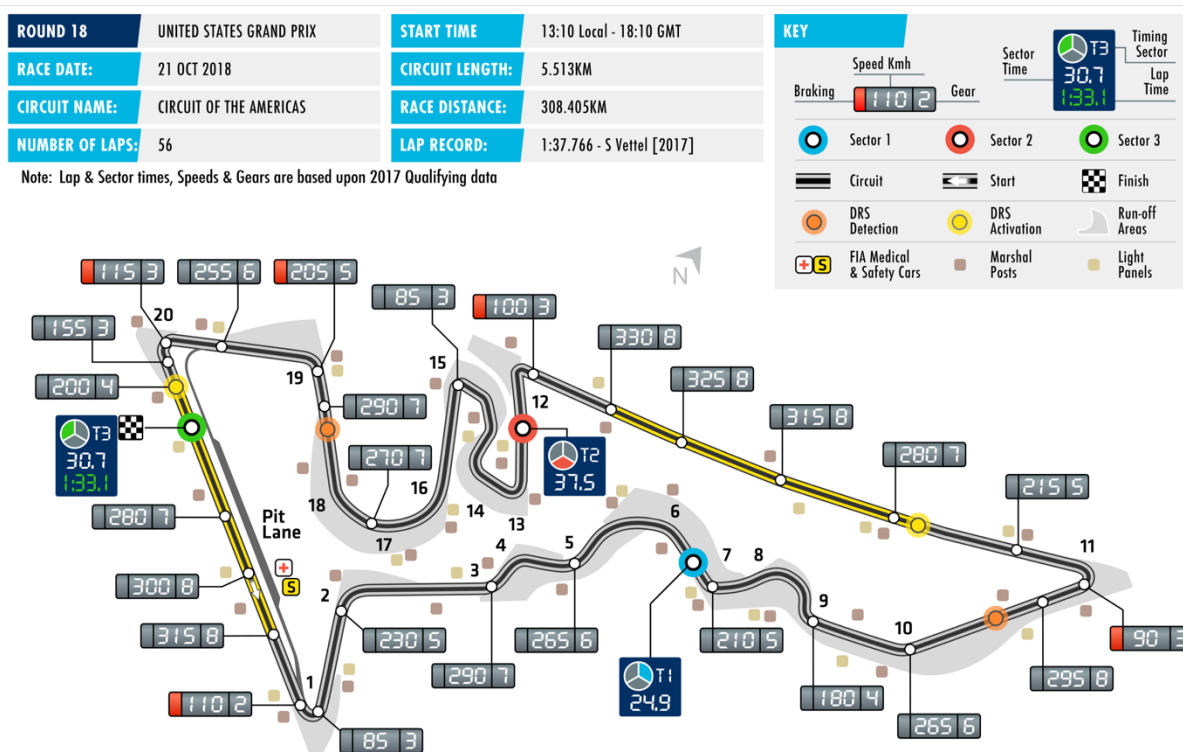 ROUND 18 UNITED STATES GRAND PRIX START TIME 13:10 Local - 18:10 GMT
RACE DATE: 21 OCT 2018 CIRCUIT LENGTH: 5.513KM
CIRCUIT NAME: CIRCUIT OF THE AMERICAS RACE DISTANCE: 308.405KM
NUMBER OF LAPS: 56 LAP RECORD: 1:37.766 - S Vettel [2017]
Note: Lap & Sector times, Speeds & Gears are based upon 2017 Qualifying data
KEY
Speed Kmh
Braking 110 2 Gear
Sector Time
T3
30.7
1:33.1
Timing Sector
Lap Time
Sector 1 Sector 2 Sector 3
Circuit Start Finish
DRS Detection DRS Activation Run-off Areas
S FIA Medical & Safety Cars Marshal Posts Light Panels
N
115 3
255 6
205 5
85 3
100 3
330 8
325 8
315 8
280 7
215 5
20
155 3
200 4
19
290 7
15
12
T3
30.7
1:33.1
270 7
T2
37.5
280 7
18
17
16
14
13
Pit Lane
S
300 8
315 8
2
3
4
5
6
7
8
9
10
11
230 5
290 7
265 6
210 5
T1
24.9
180 4
265 6
295 8
90 3
1
110 2
85 3